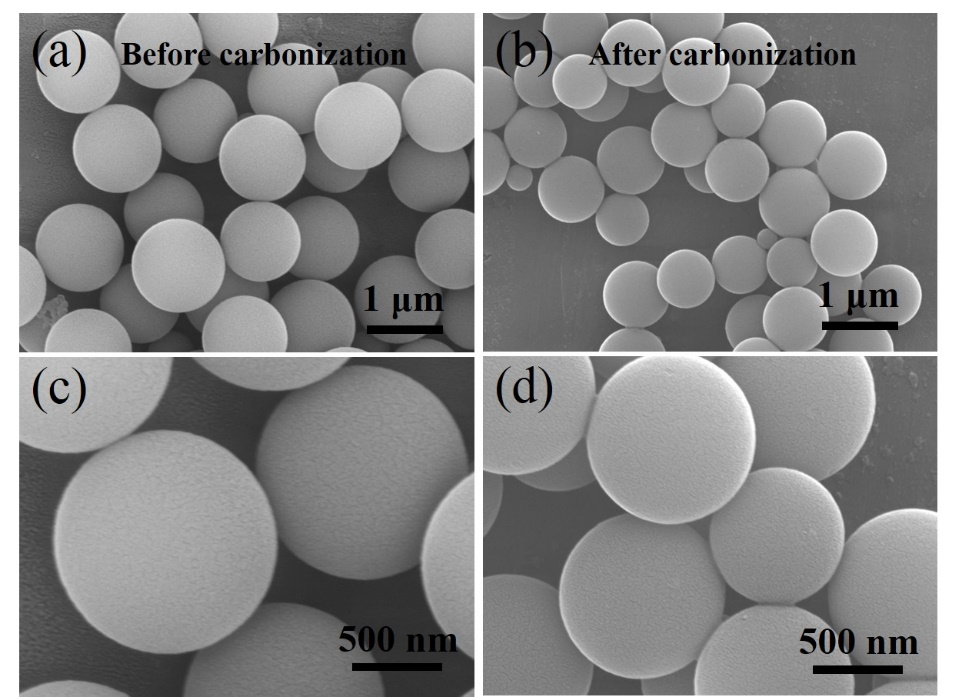 (a) Before carbonization
1 μm
(b) After carbonization
1 μm
(c)
500 nm
(d)
500 nm